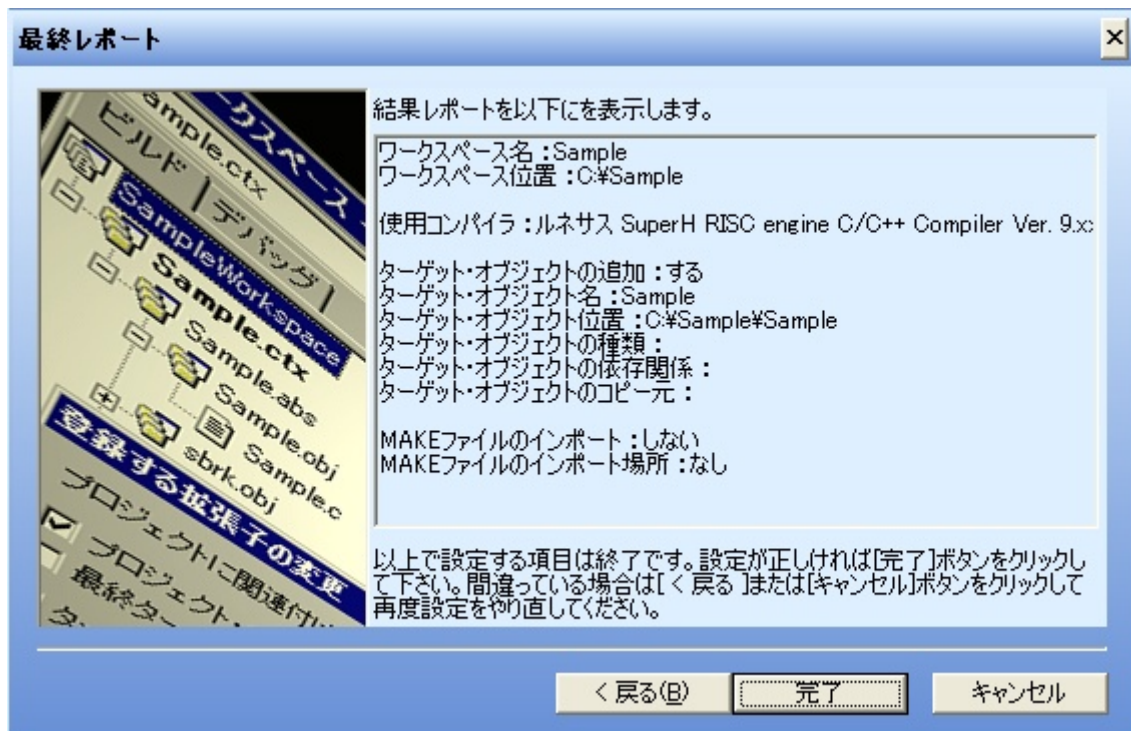 最終レポート
ample.ctx
ークスペース
ビルド
デバッグ
SampleWorkspace
Sample.ctx
Sample.abs
Sample.obj
Sample.c
sbrk.obj
登録する拡張子の変更
プロジェクトに関連付け
プロジェクト・
最終ター
結果レポートを以下にを表示します。
ワークスペース名：Sample
ワークスペース位置：C:¥Sample
使用コンパイラ：ルネサス SuperH RISC engine C/C++ Compiler Ver. 9.x
ターゲット・オブジェクトの追加：する
ターゲット・オブジェクト名：Sample
ターゲット・オブジェクト位置：C:¥Sample¥Sample
ターゲット・オブジェクトの種類：
ターゲット・オブジェクトの依存関係：
ターゲット・オブジェクトのコピー元：
MAKEファイルのインポート：しない
MAKEファイルのインポート場所：なし
以上で設定する項目は終了です。設定が正しければ[完了]ボタンをクリックし
て下さい。間違っている場合は[ < 戻る ]または[キャンセル]ボタンをクリックして
再度設定をやり直してください。
< 戻る(B)
完了
キャンセル